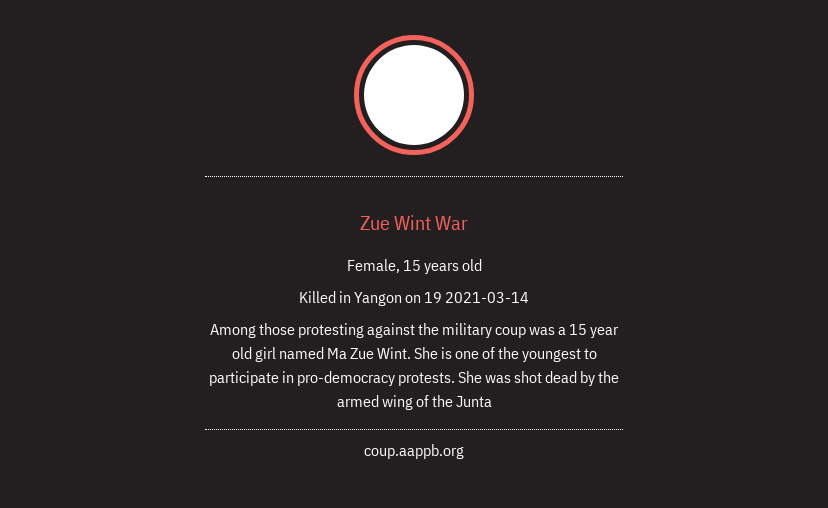 Zue Wint War
Female, 15 years old
Killed in Yangon on 19 2021-03-14
Among those protesting against the military coup was a 15 year
old girl named Ma Zue Wint. She is one of the youngest to
participate in pro-democracy protests. She was shot dead by the
armed wing of the Junta
coup.aappb.org